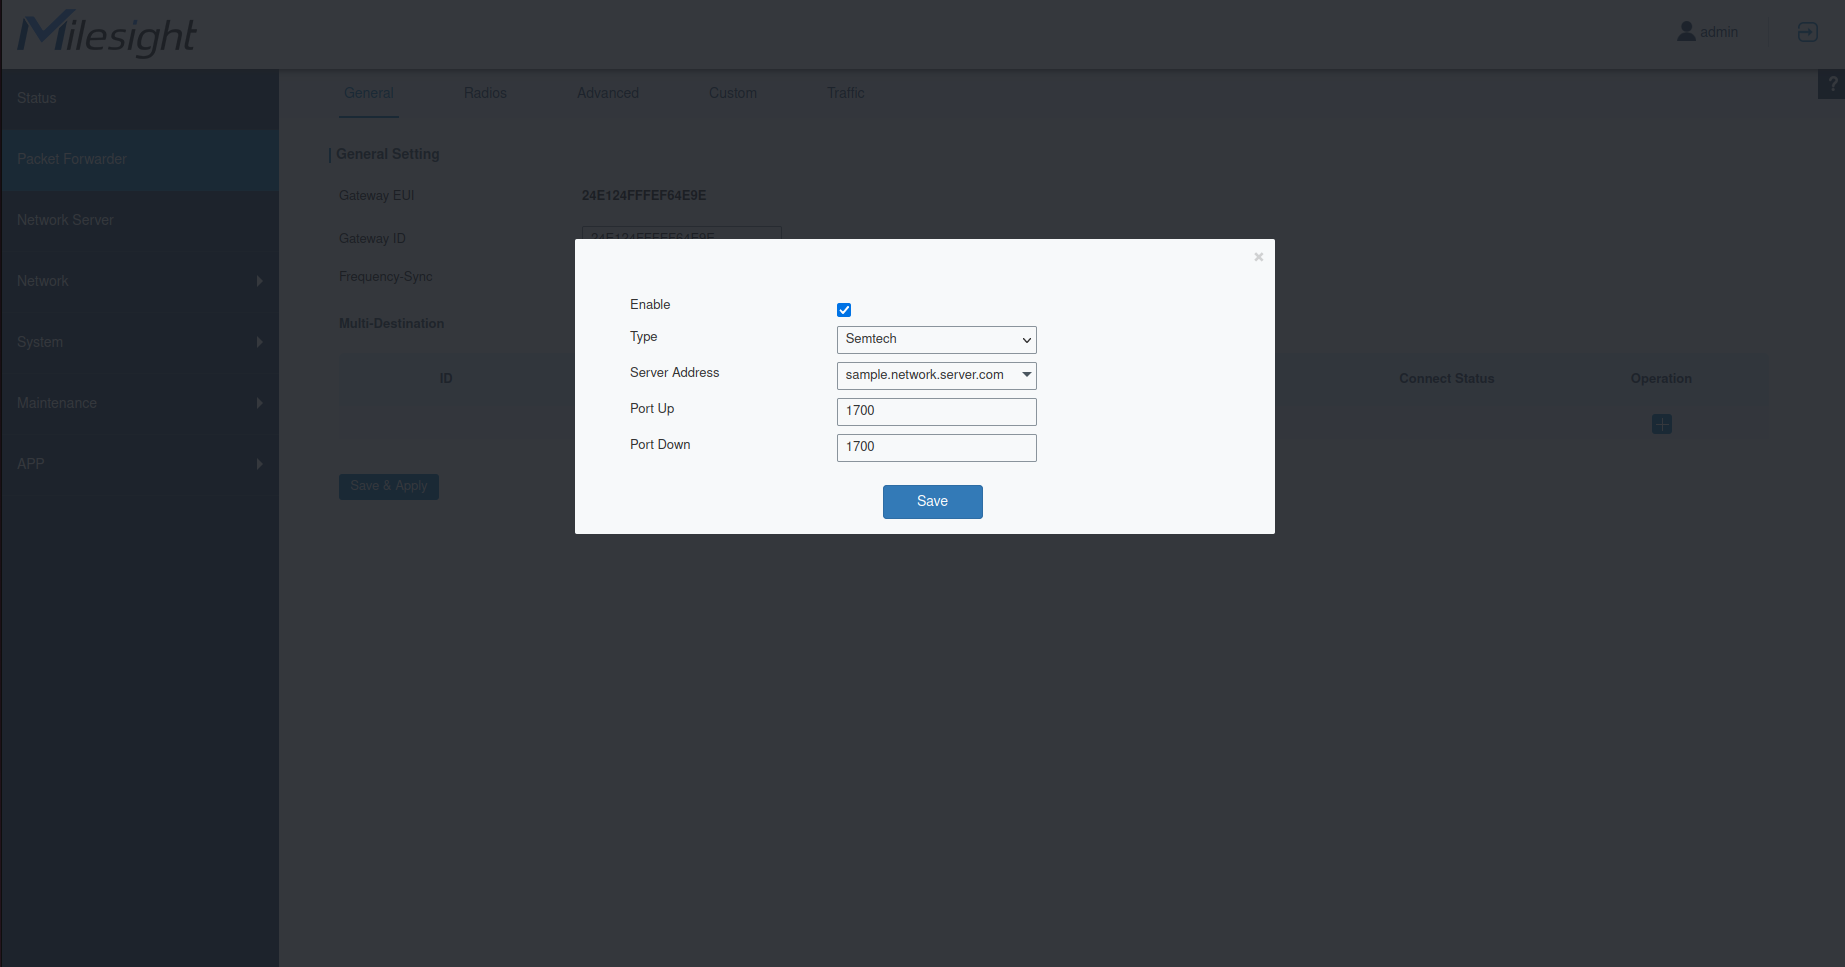 Milesight
admin
Status
Packet Forwarder
Network Server
Network
System
Maintenance
APP
General Radios Advanced Custom Traffic
?
| General Setting
Gateway EUI 24E124FFFEF64E9E
Gateway ID 24E124FFFEF64E9E
Frequency-Sync
Multi-Destination
ID Connect Status Operation
Save & Apply
×
Enable
Type Semtech
Server Address sample.network.server.com
Port Up 1700
Port Down 1700
Save